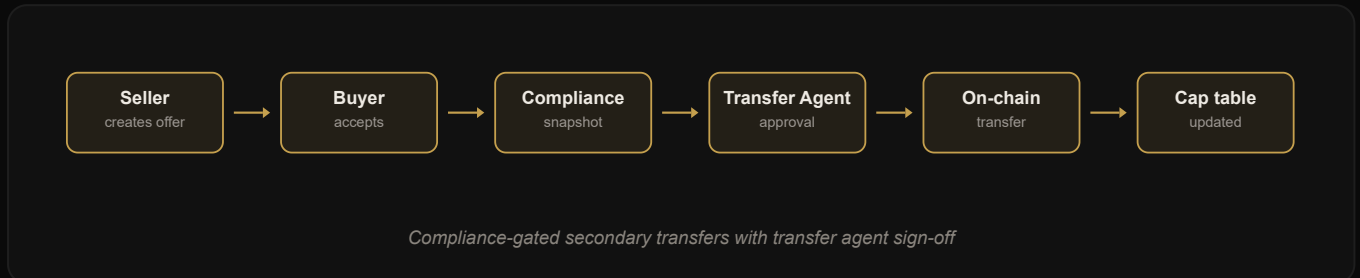 Seller
creates offer
Buyer
accepts
Compliance
snapshot
Transfer Agent
approval
On-chain
transfer
Cap table
updated
Compliance-gated secondary transfers with transfer agent sign-off